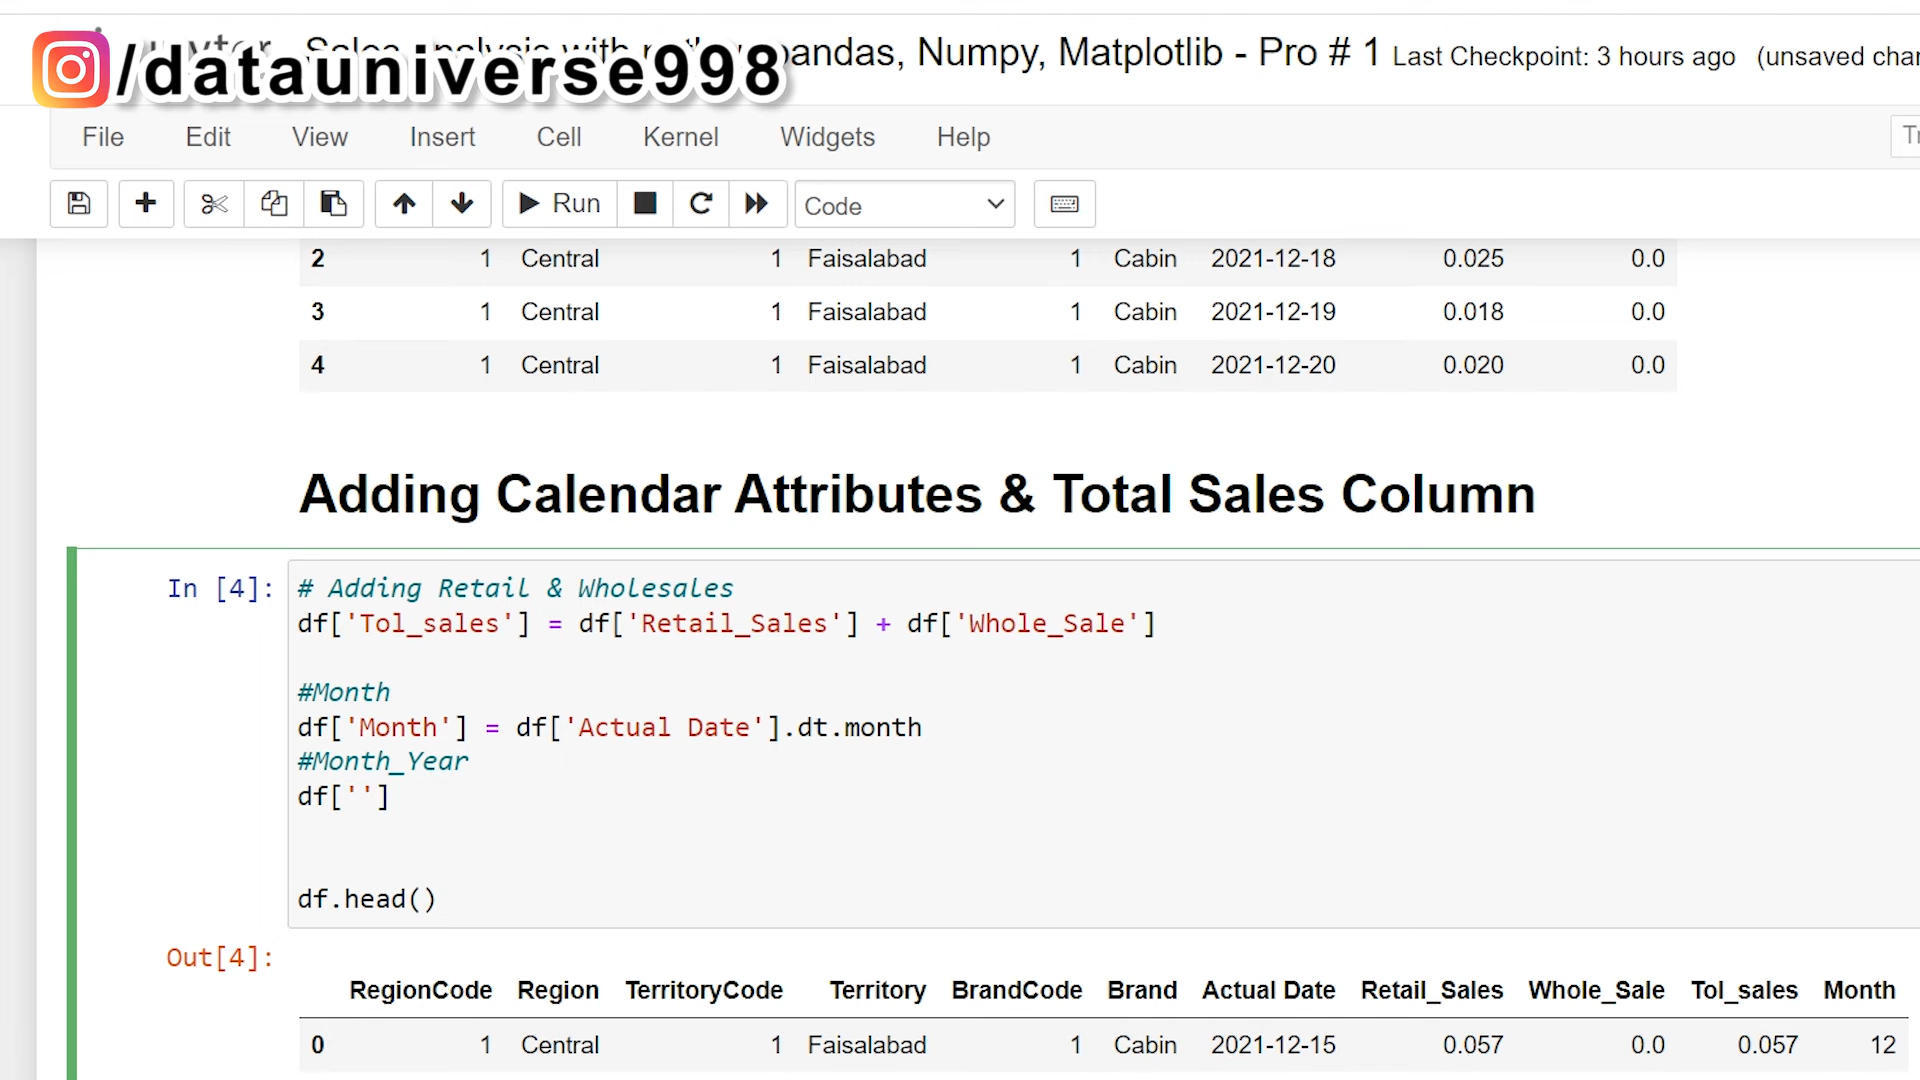 /datauniverse998
pandas, Numpy, Matplotlib - Pro # 1 Last Checkpoint: 3 hours ago (unsaved char
File Edit View Insert Cell Kernel Widgets Help Tr
Run Code
2 1 Central 1 Faisalabad 1 Cabin 2021-12-18 0.025 0.0
3 1 Central 1 Faisalabad 1 Cabin 2021-12-19 0.018 0.0
4 1 Central 1 Faisalabad 1 Cabin 2021-12-20 0.020 0.0
Adding Calendar Attributes & Total Sales Column
In [4]: # Adding Retail & Wholesales
df['Tol_sales'] = df['Retail_Sales'] + df['Whole_Sale']
#Month
df['Month'] = df['Actual Date'].dt.month
#Month_Year
df['']
df.head()
Out[4]:
RegionCode Region TerritoryCode Territory BrandCode Brand Actual Date Retail_Sales Whole_Sale Tol_sales Month
0 1 Central 1 Faisalabad 1 Cabin 2021-12-15 0.057 0.0 0.057 12